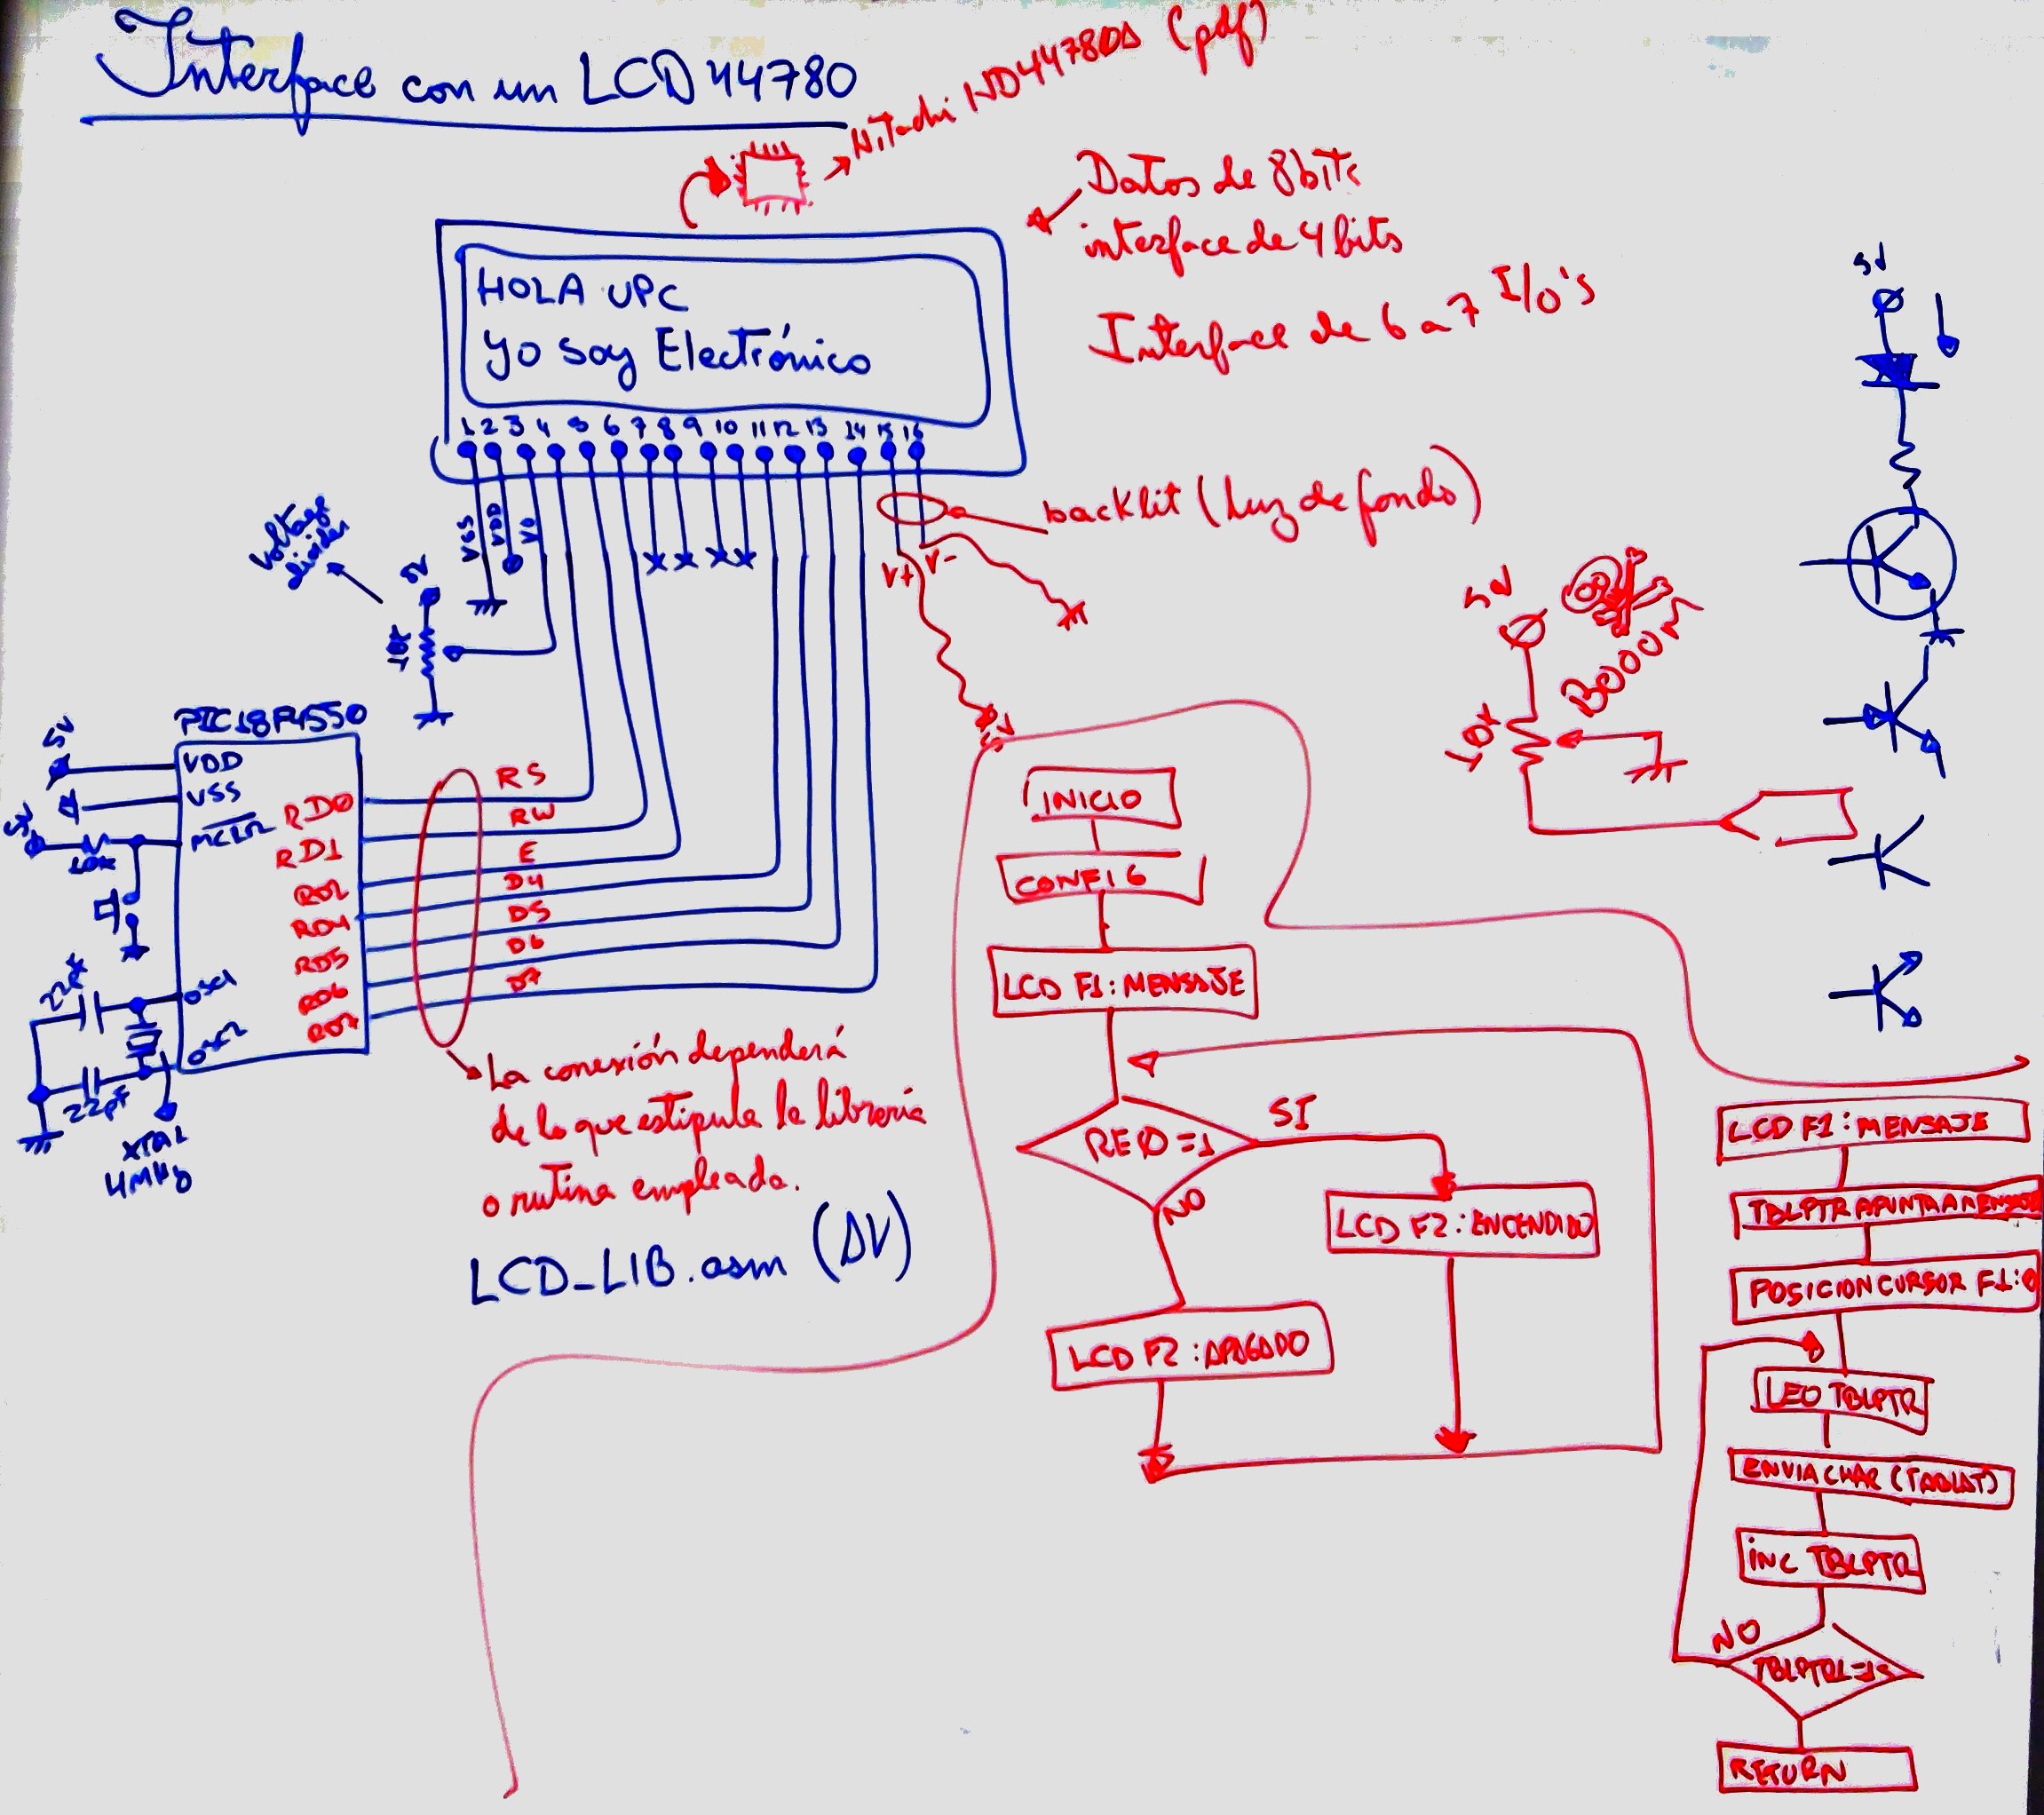 Interface con un LCD 44780
Hitachi HD44780 (pdf)
Datos de 8bits
interface de 4 bits
Interface de 6 a 7 I/O's
HOLA UPC
Yo soy Electrónico
1 2 3 4 5 6 7 8 9 10 11 12 13 14 15 16
VSS
VDD
Vo
backlit (Luz de fondo)
V+ V-
5V
voltage
divider
5V
10K
PIC18F4550
5V
VDD
VSS
5V
MCLR
10K
RD0
RD1
RD2
RD4
RD5
RD6
RD7
RS
RW
E
D4
D5
D6
D7
22pF
OSC1
OSC2
22pF
XTAL
4MHz
La conexión dependerá
de lo que estipula la librería
o rutina empleada.
LCD_LIB.asm (AV)
INICIO
CONFIG
LCD F1: MENSAJE
RE0=1
SI
NO
LCD F2: ENCENDIDO
LCD F2: APAGADO
5V
10K
5V
LCD F1: MENSAJE
TBLPTR APUNTA A MENSAJE
POSICION CURSOR F1:0
LEO TBLPTR
ENVIA CHAR (TABLAT)
INC TBLPTR
NO
TBLPTRL=15
RETURN